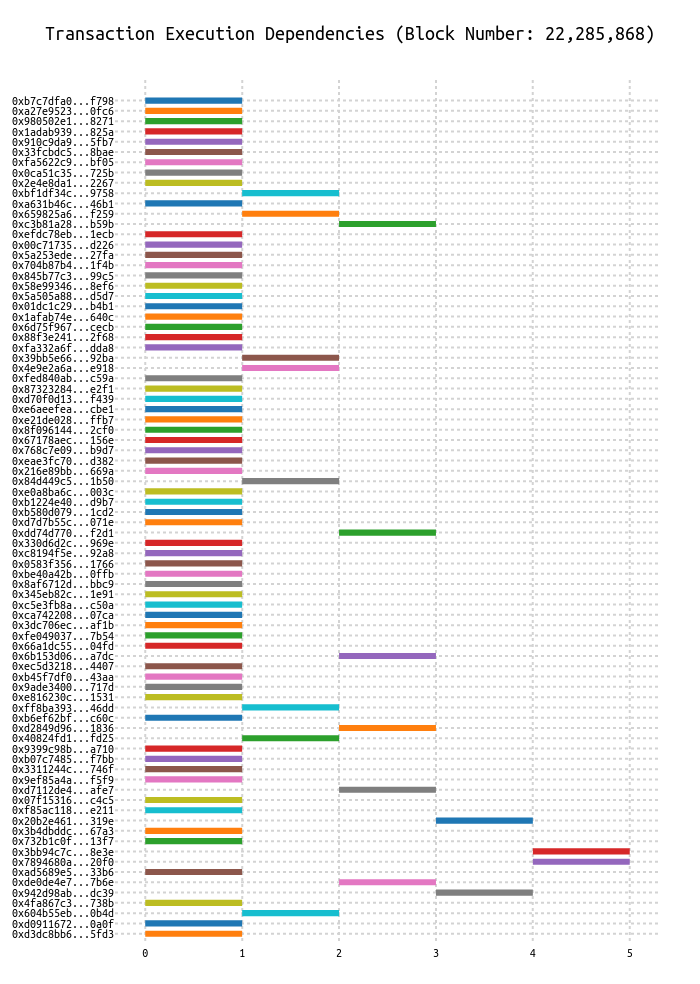 Transaction Execution Dependencies (Block Number: 22,285,868)
0xb7c7dfa0...f798
0xa27e9523...0fc6
0x980502e1...8271
0x1adab939...825a
0x910c9da9...5fb7
0x33fcbdc5...8bae
0xfa5622c9...bf05
0x0ca51c35...725b
0x2e4e8da1...2267
0xbf1df34c...9758
0xa631b46c...46b1
0x659825a6...f259
0xc3b81a28...b59b
0xefdc78eb...1ecb
0x00c71735...d226
0x5a253ede...27fa
0x704b87b4...1f4b
0x845b77c3...99c5
0x58e99346...8ef6
0x5a505a88...d5d7
0x01dc1c29...b4b1
0x1afab74e...640c
0x6d75f967...cecb
0x88f3e241...2f68
0xfa332a6f...dda8
0x39bb5e66...92ba
0x4e9e2a6a...e918
0xfed840ab...c59a
0x87323284...e2f1
0xd70f0d13...f439
0xe6aeefea...cbe1
0xe21de028...ffb7
0x8f096144...2cf0
0x67178aec...156e
0x768c7e09...b9d7
0xeae3fc70...d382
0x216e89bb...669a
0x84d449c5...1b50
0xe0a8ba6c...003c
0xb1224e40...d9b7
0xb580d079...1cd2
0xd7d7b55c...071e
0xdd74d770...f2d1
0x330d6d2c...969e
0xc8194f5e...92a8
0x0583f356...1766
0xbe40a42b...0ffb
0x8af6712d...bbc9
0x345eb82c...1e91
0xc5e3fb8a...c50a
0xca742208...07ca
0x3dc706ec...af1b
0xfe049037...7b54
0x66a1dc55...04fd
0x6b153d06...a7dc
0xec5d3218...4407
0xb45f7df0...43aa
0x9ade3400...717d
0xe816230c...1531
0xff8ba393...46dd
0xb6ef62bf...c60c
0xd2849d96...1836
0x40824fd1...fd25
0x9399c98b...a710
0xb07c7485...f7bb
0x3311244c...746f
0x9ef85a4a...f5f9
0xd7112de4...afe7
0x07f15316...c4c5
0xf85ac118...e211
0x20b2e461...319e
0x3b4dbddc...67a3
0x732b1c0f...13f7
0x3bb94c7c...8e3e
0x7894680a...20f0
0xad5689e5...33b6
0xde0de4e7...7b6e
0x942d98ab...dc39
0x4fa867c3...738b
0x604b55eb...0b4d
0xd0911672...0a0f
0xd3dc8bb6...5fd3
0 1 2 3 4 5